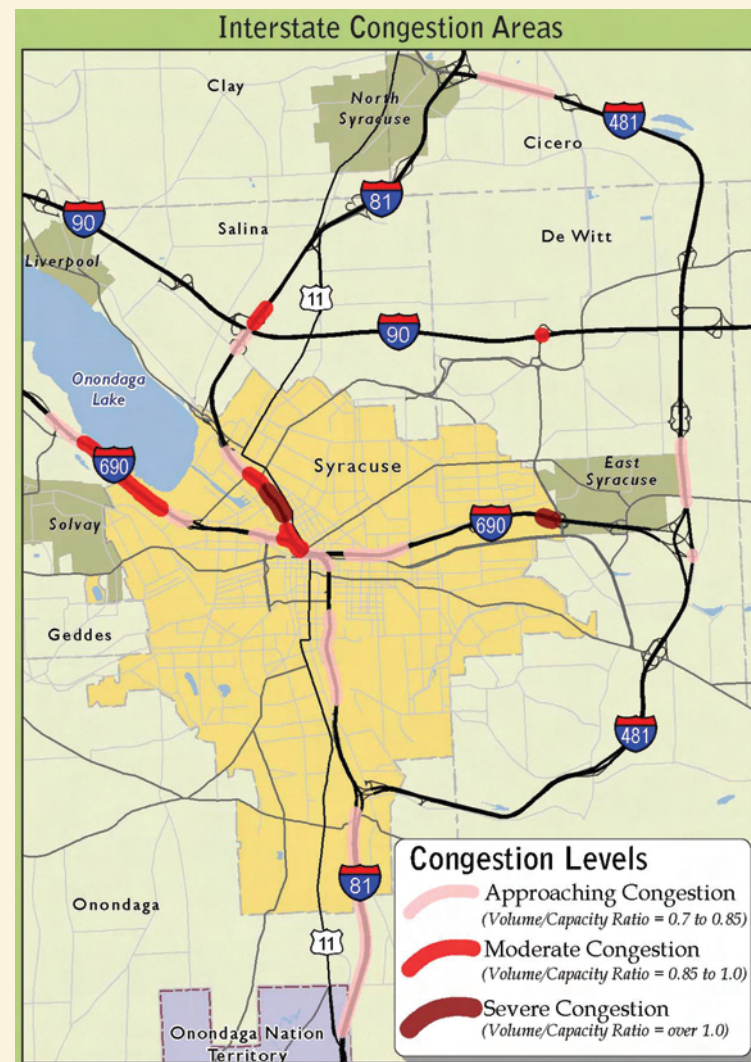 Interstate Congestion Areas
Clay
North
Syracuse
481
Cicero
81
90
Salina
De Witt
Liverpool
11
90
Onondaga
Lake
690
Syracuse
East
Syracuse
Solvay
690
Geddes
481
81
Onondaga
11
Onondaga Nation
Territory
Congestion Levels
Approaching Congestion
(Volume/Capacity Ratio = 0.7 to 0.85)
Moderate Congestion
(Volume/Capacity Ratio = 0.85 to 1.0)
Severe Congestion
(Volume/Capacity Ratio = over 1.0)